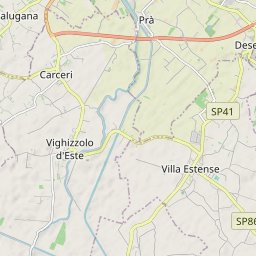 alugana
Prà
Dese
Carceri
SP41
Vighizzolo
d'Este
Villa Estense
SP86